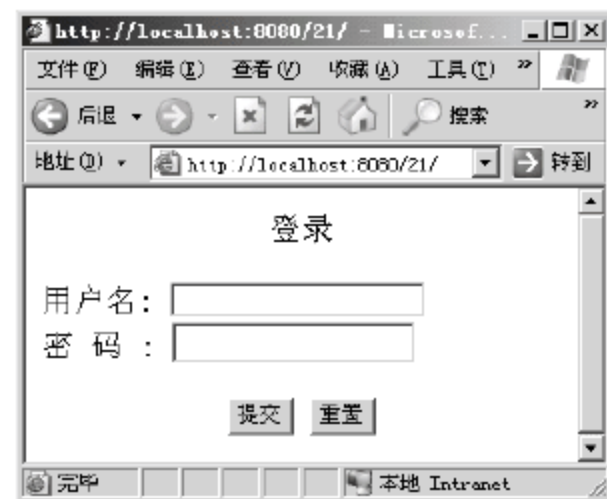 http://localhost:8080/21/ - Microsof...
文件(F) 编辑(E) 查看(V) 收藏(A) 工具(T) »
后退 搜索 »
地址(D) http://localhost:8080/21/ 转到
登录
用户名:
密 码 :
提交 重置
完毕 本地 Intranet